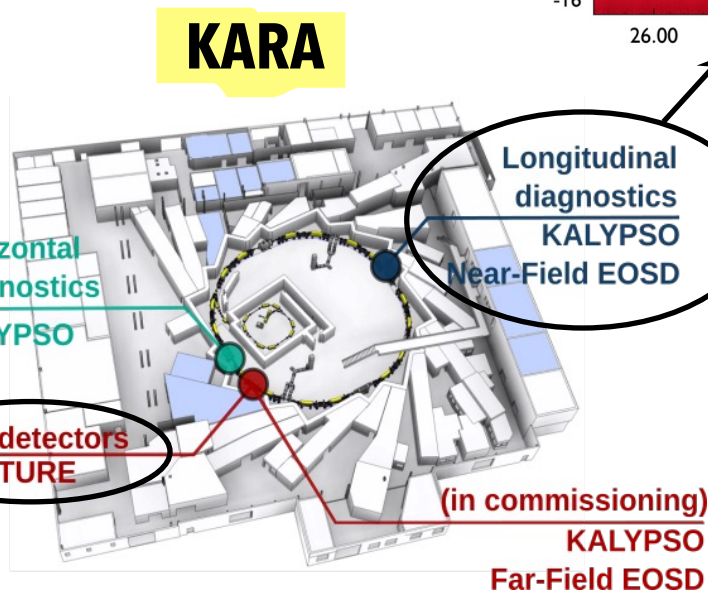 -16
26.00
KARA
Longitudinal
diagnostics
KALYPSO
Near-Field EOSD
zontal
nostics
YPSO
detectors
TURE
(in commissioning)
KALYPSO
Far-Field EOSD